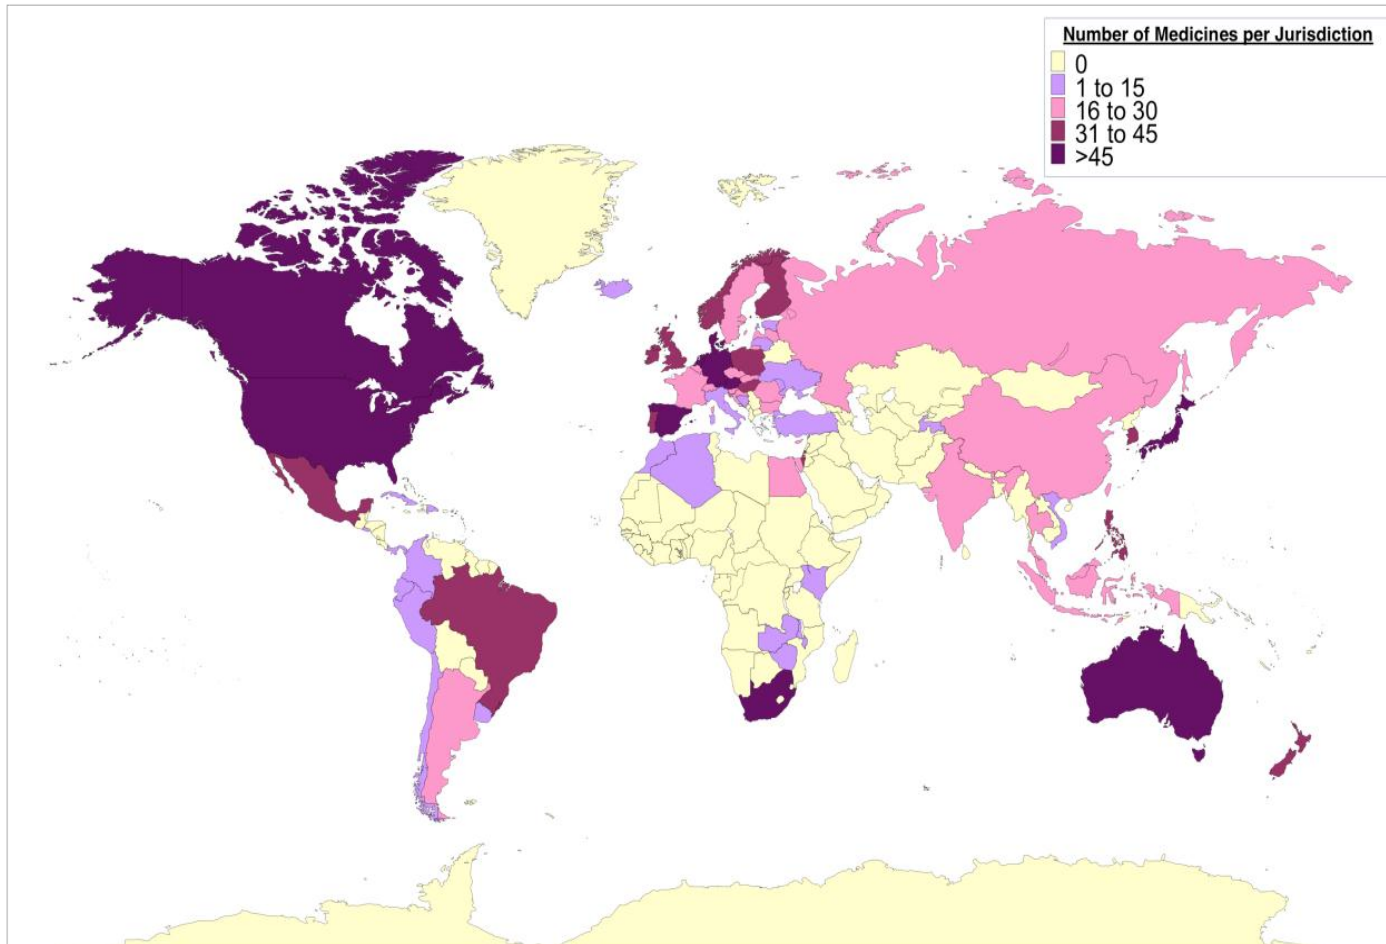 Number of Medicines per Jurisdiction
0
1 to 15
16 to 30
31 to 45
>45